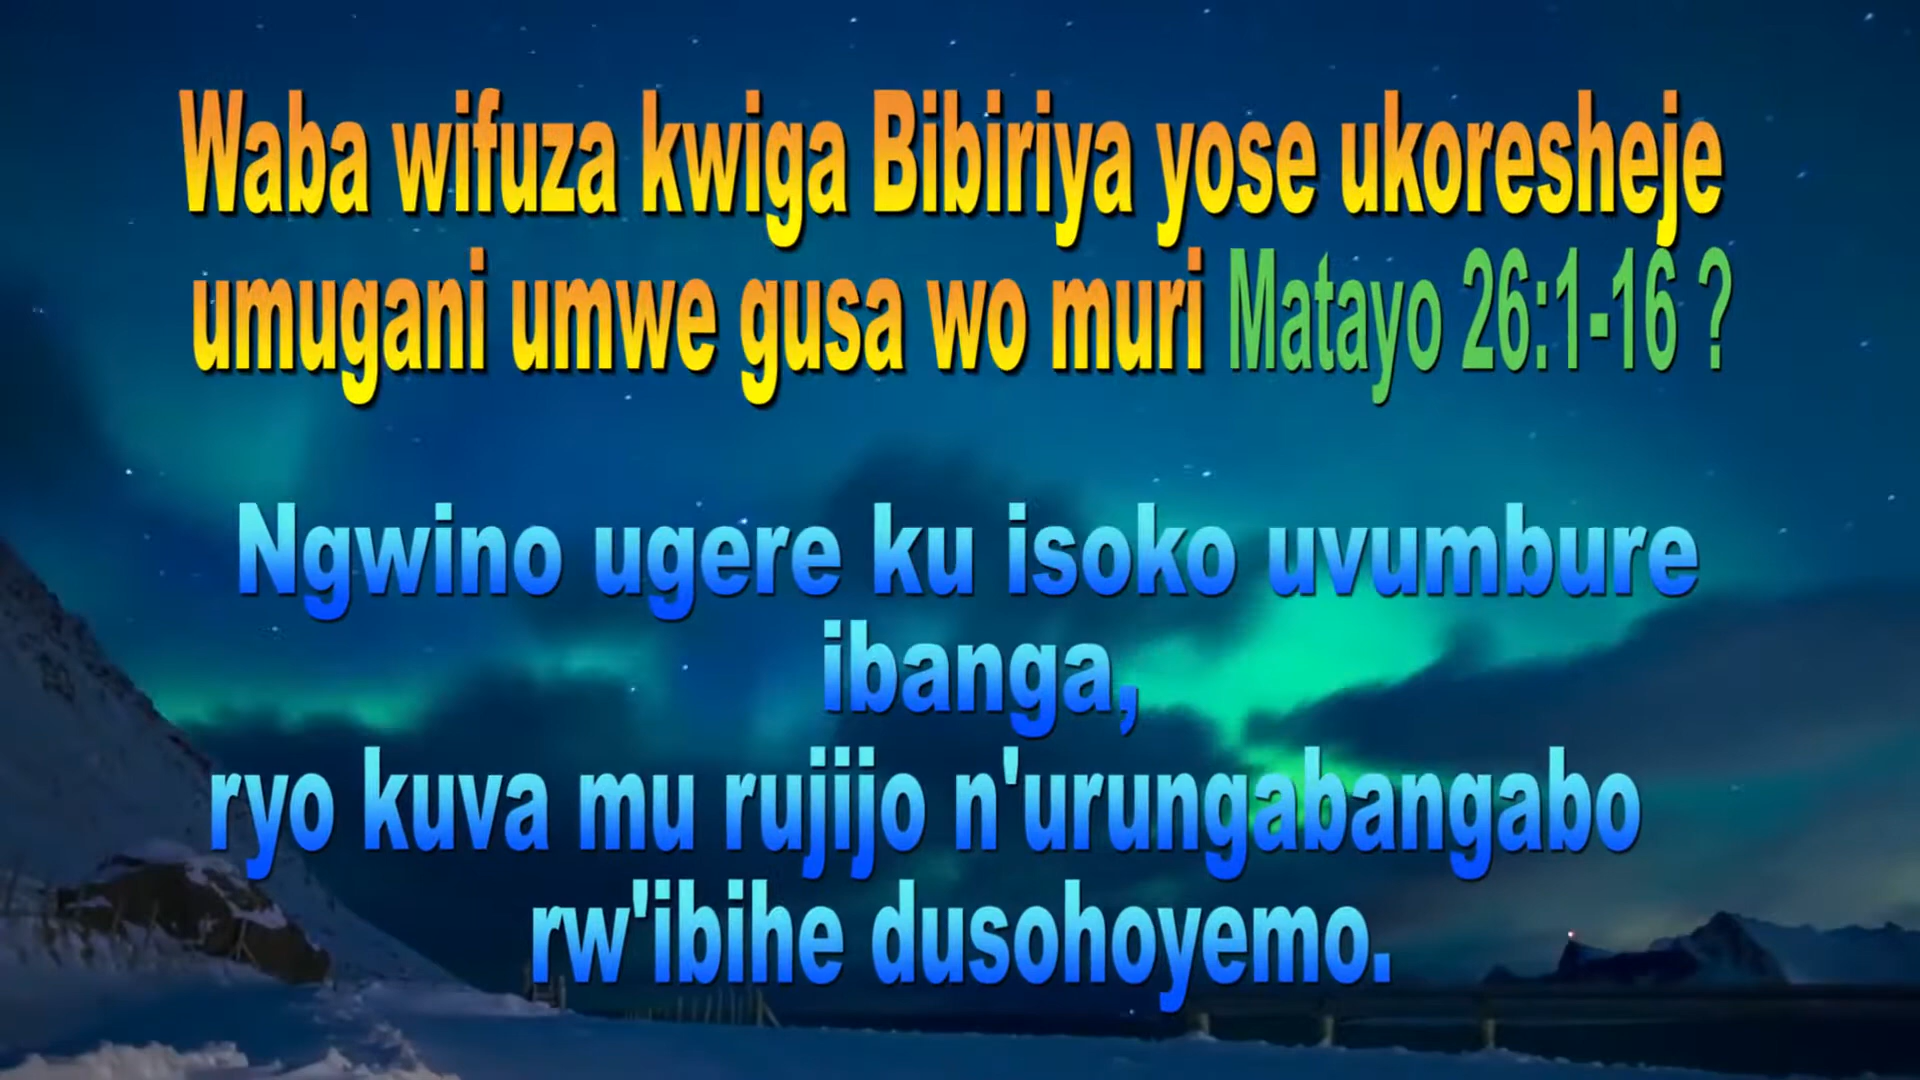 Waba wifuza kwiga Bibiriya yose ukoresheje
umugani umwe gusa wo muri Matayo 26:1-16 ?
Ngwino ugere ku isoko uvumbure
ibanga,
ryo kuva mu rujijo n'urungabangabo
rw'ibihe dusohoyemo.